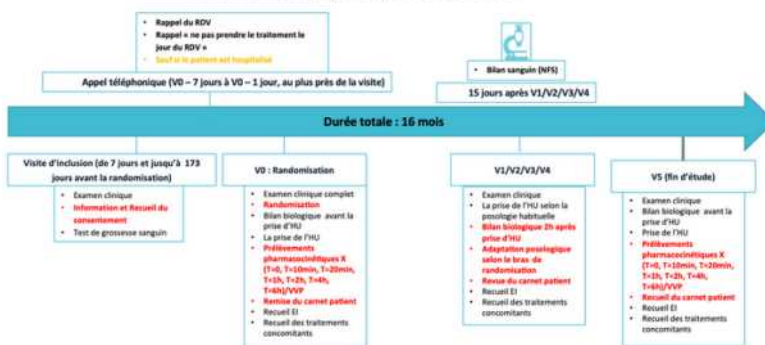 • Rappel du RDV
• Rappel « ne pas prendre le traitement le
jour du RDV »
• Sauf si le patient est hospitalisé
Appel téléphonique (V0 – 7 jours à V0 – 1 jour, au plus près de la visite)
• Bilan sanguin (NFS)
15 jours après V1/V2/V3/V4
Durée totale : 16 mois
Visite d'inclusion (de 7 jours et jusqu'à 173
jours avant la randomisation)
• Examen clinique
• Information et Recueil du
consentement
• Test de grossesse sanguin
V0 : Randomisation
• Examen clinique complet
• Randomisation
• Bilan biologique avant la
prise d'HU
• La prise de l'HU
• Prélèvements
pharmacocinétiques X
(T=0, T=10min, T=20min,
T=1h, T=2h, T=4h,
T=6h)/VVP
• Remise du carnet patient
• Recueil EI
• Recueil des traitements
concomitants
V1/V2/V3/V4
• Examen clinique
• La prise de l'HU selon la
posologie habituelle
• Bilan biologique 2h après
prise d'HU
• Adaptation posologique
selon le bras de
randomisation
• Revue du carnet patient
• Recueil EI
• Recueil des traitements
concomitants
V5 (fin d'étude)
• Examen clinique
• Bilan biologique avant la
prise d'HU
• Prise de l'HU
• Prélèvements
pharmacocinétiques X
(T=0, T=10min, T=20min,
T=1h, T=2h, T=4h,
T=6h)/VVP
• Recueil du carnet patient
• Recueil EI
• Recueil des traitements
concomitants